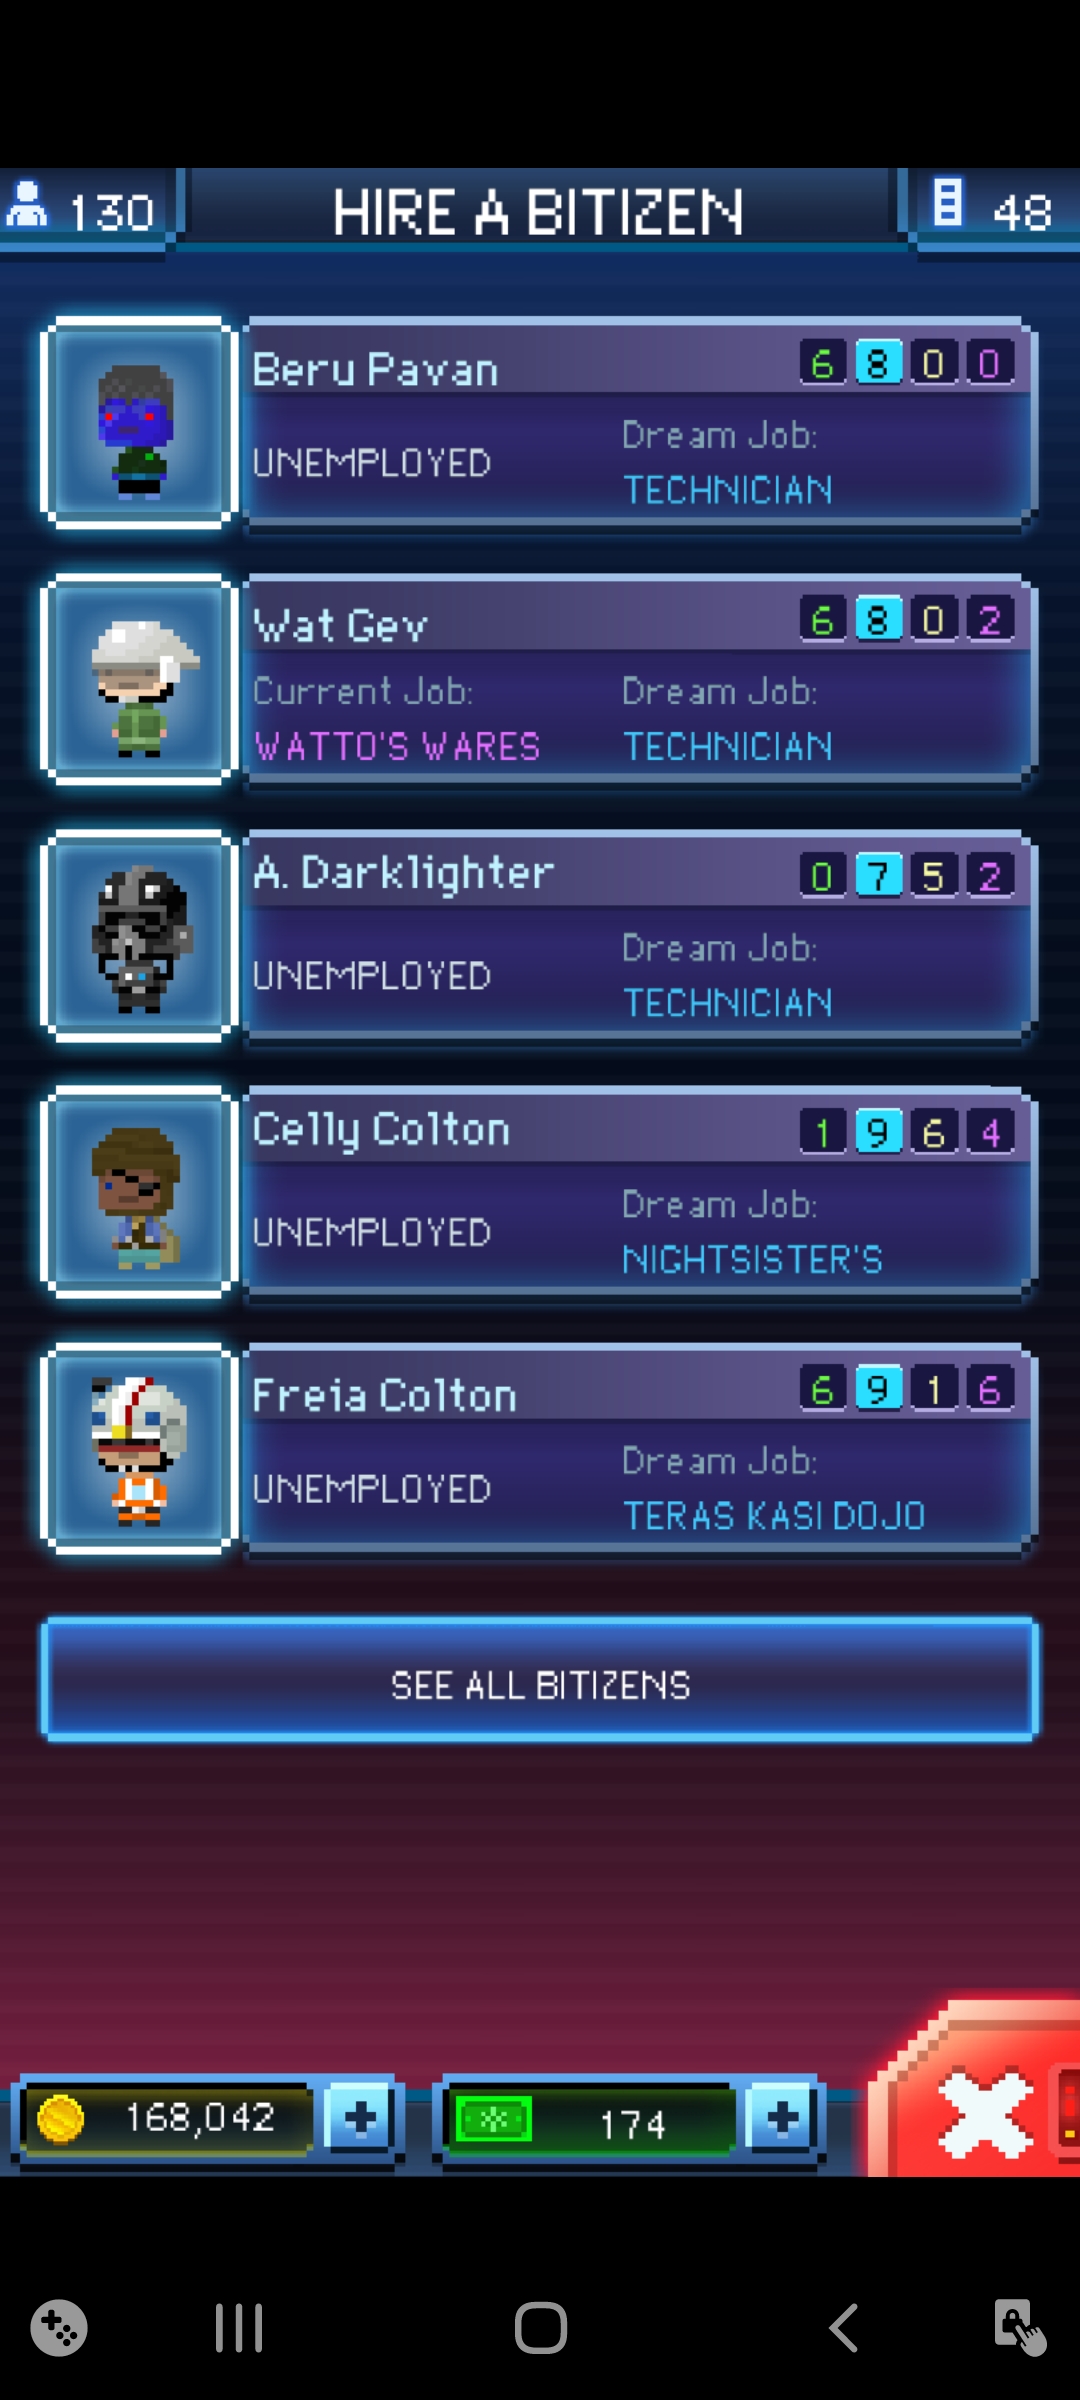 130
HIRE A BITIZEN
48
Beru Pavan
6 8 0 0
UNEMPLOYED
Dream Job:
TECHNICIAN
Wat Gev
6 8 0 2
Current Job:
WATTO'S WARES
Dream Job:
TECHNICIAN
A. Darklighter
0 7 5 2
UNEMPLOYED
Dream Job:
TECHNICIAN
Celly Colton
1 9 6 4
UNEMPLOYED
Dream Job:
NIGHTSISTER'S
Freia Colton
6 9 1 6
UNEMPLOYED
Dream Job:
TERAS KASI DOJO
SEE ALL BITIZENS
168,042
174